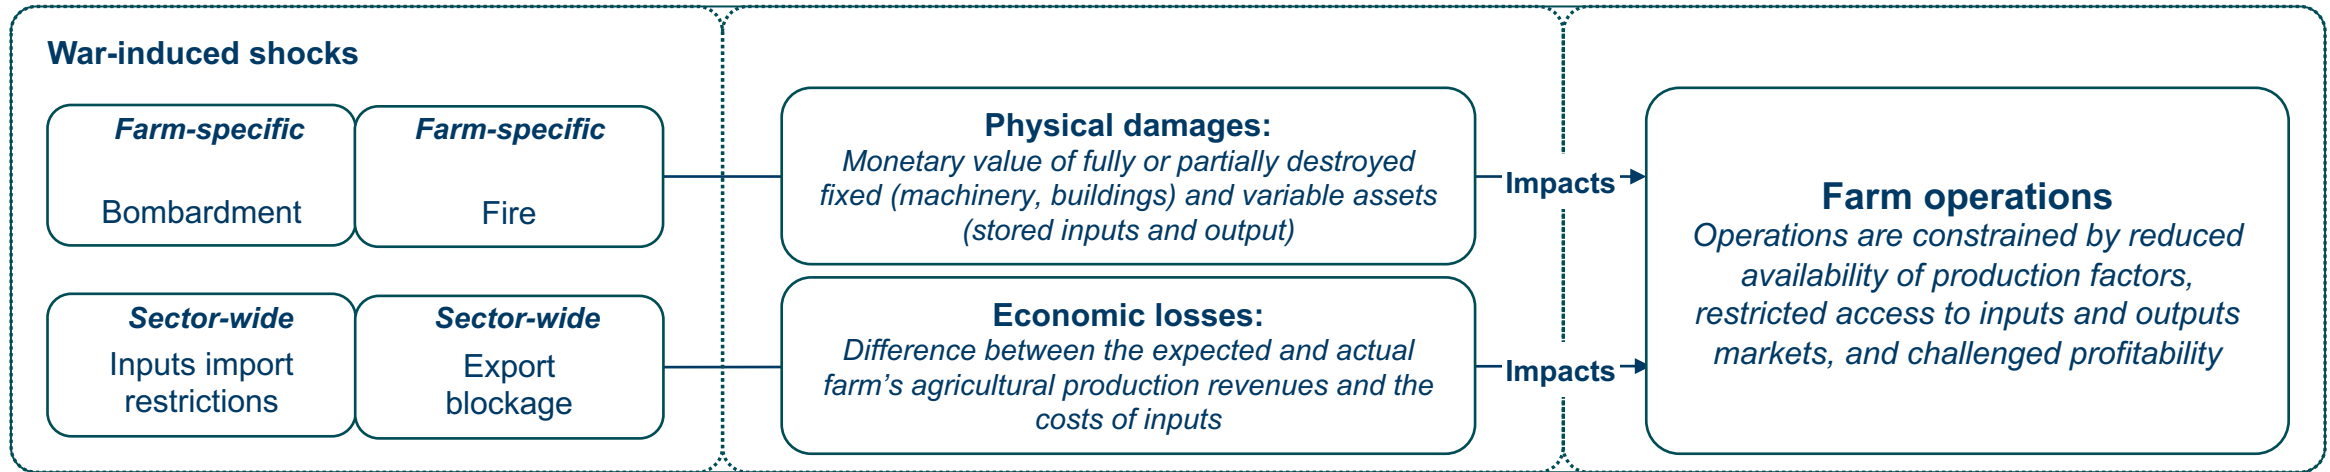 War-induced shocks
Farm-specific
Bombardment
Farm-specific
Fire
Sector-wide
Inputs import
restrictions
Sector-wide
Export
blockage
Physical damages:
Monetary value of fully or partially destroyed
fixed (machinery, buildings) and variable assets
(stored inputs and output)
Economic losses:
Difference between the expected and actual
farm’s agricultural production revenues and the
costs of inputs
Impacts
Impacts
Farm operations
Operations are constrained by reduced
availability of production factors,
restricted access to inputs and outputs
markets, and challenged profitability